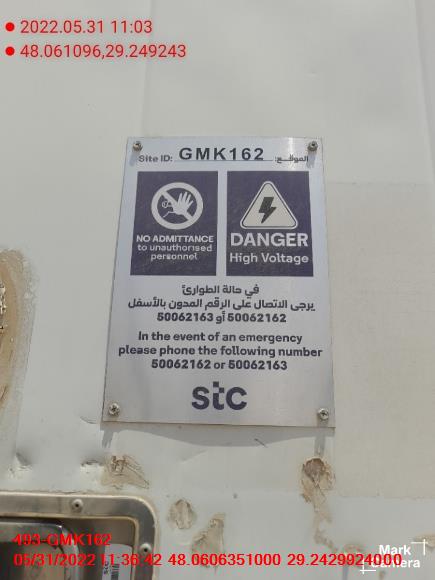 2022.05.31 11:03
48.061096,29.249243
Site ID: GMK162 الموقع:
NO ADMITTANCE
to unauthorised
personnel
DANGER
High Voltage
في حالة الطوارئ
يرجى الاتصال على الرقم المدون بالأسفل
50062162 أو 50062163
In the event of an emergency
please phone the following number
50062162 or 50062163
stc
493-GMK162
05/31/2022 11:36:42 48.0606351000 29.2429924000
Mark
Camera